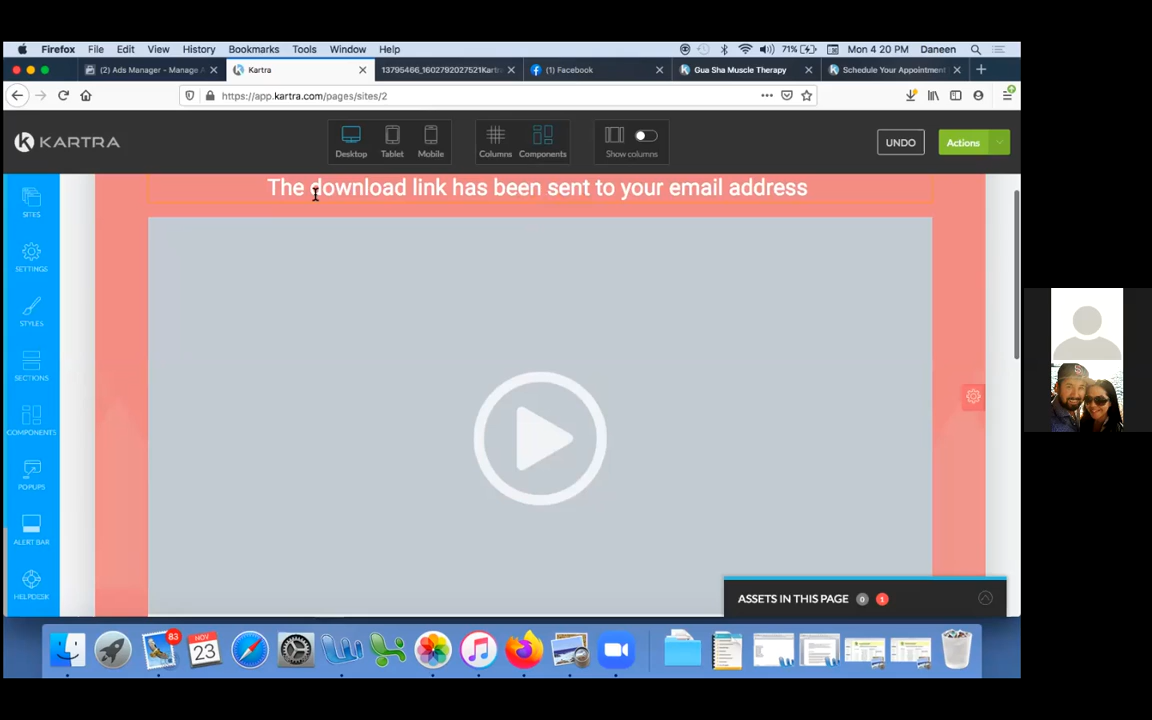 Firefox File Edit View History Bookmarks Tools Window Help 71% Mon 4 20 PM Daneen
(2) Ads Manager - Manage A Kartra 13795466_1602792027521Kartr (1) Facebook Gua Sha Muscle Therapy Schedule Your Appointment
https://app.kartra.com/pages/sites/2
KARTRA
Desktop Tablet Mobile Columns Components Show columns UNDO Actions
The download link has been sent to your email address
SITES
SETTINGS
STYLES
SECTIONS
COMPONENTS
POPUPS
ALERT BAR
HELPDESK
ASSETS IN THIS PAGE 0 1
83
NOV
23